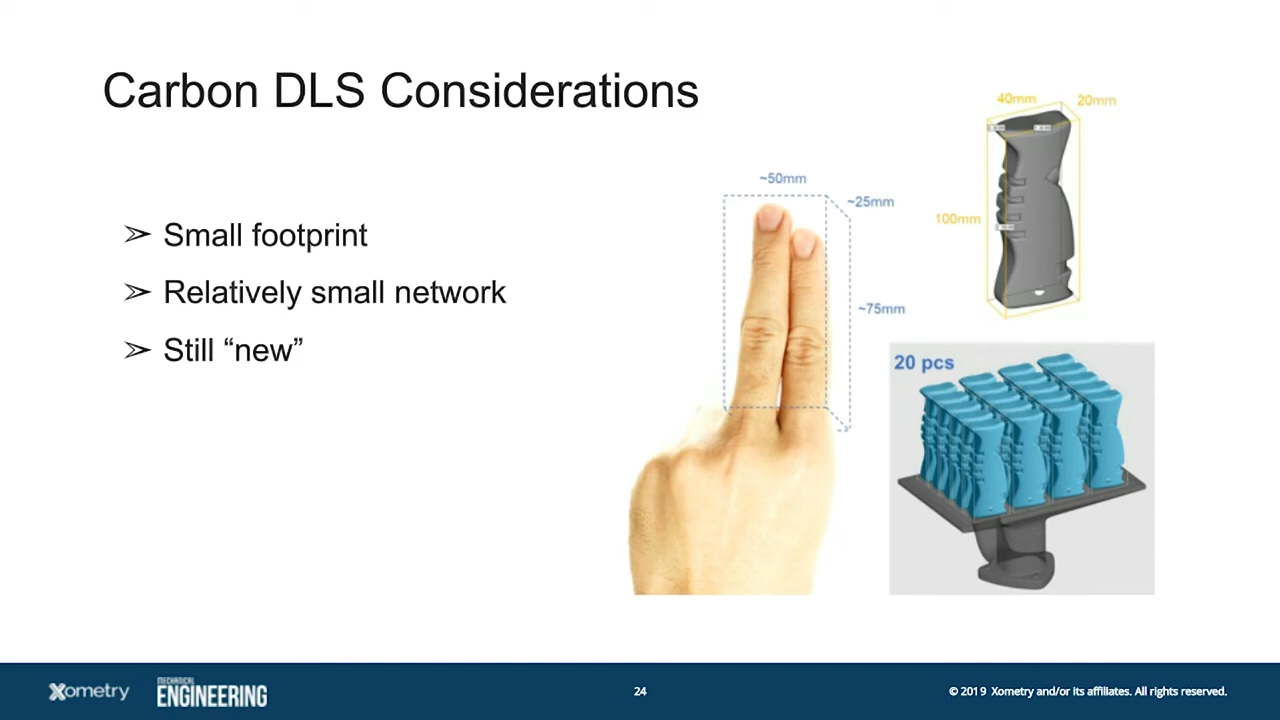 Carbon DLS Considerations
➢ Small footprint
➢ Relatively small network
➢ Still “new”
~50mm
~25mm
~75mm
40mm
20mm
100mm
20 pcs
Xometry
MECHANICAL
ENGINEERING
24
© 2019 Xometry and/or its affiliates. All rights reserved.